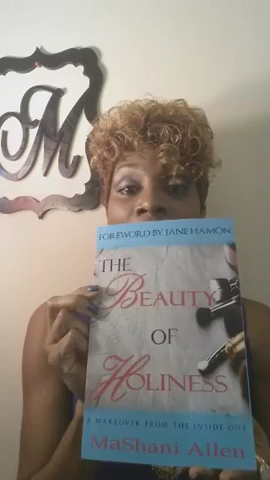 M
FOREWORD BY JANE HAMON
THE
BEAUTY
OF
HOLINESS
A MAKEOVER FROM THE INSIDE OUT
MASHANI ALLEN